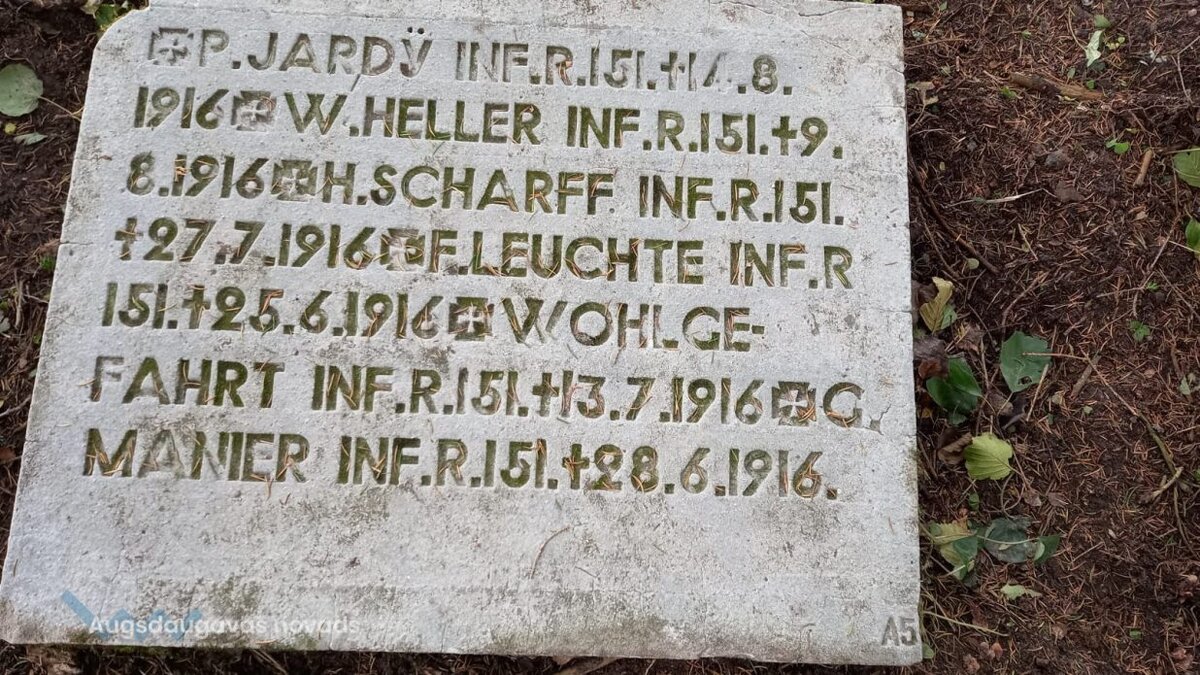 ✠P.JARDÿ INF.R.151.†14.8.
1916✠W.HELLER INF.R.151.†9.
8.1916✠H.SCHARFF INF.R.151.
†27.7.1916✠F.LEUCHTE INF.R
151.†25.6.1916✠WOHLGE-
FAHRT INF.R.151.†13.7.1916✠G.
MANIER INF.R.151.†28.6.1916.
Augsdaugavas novads
A5